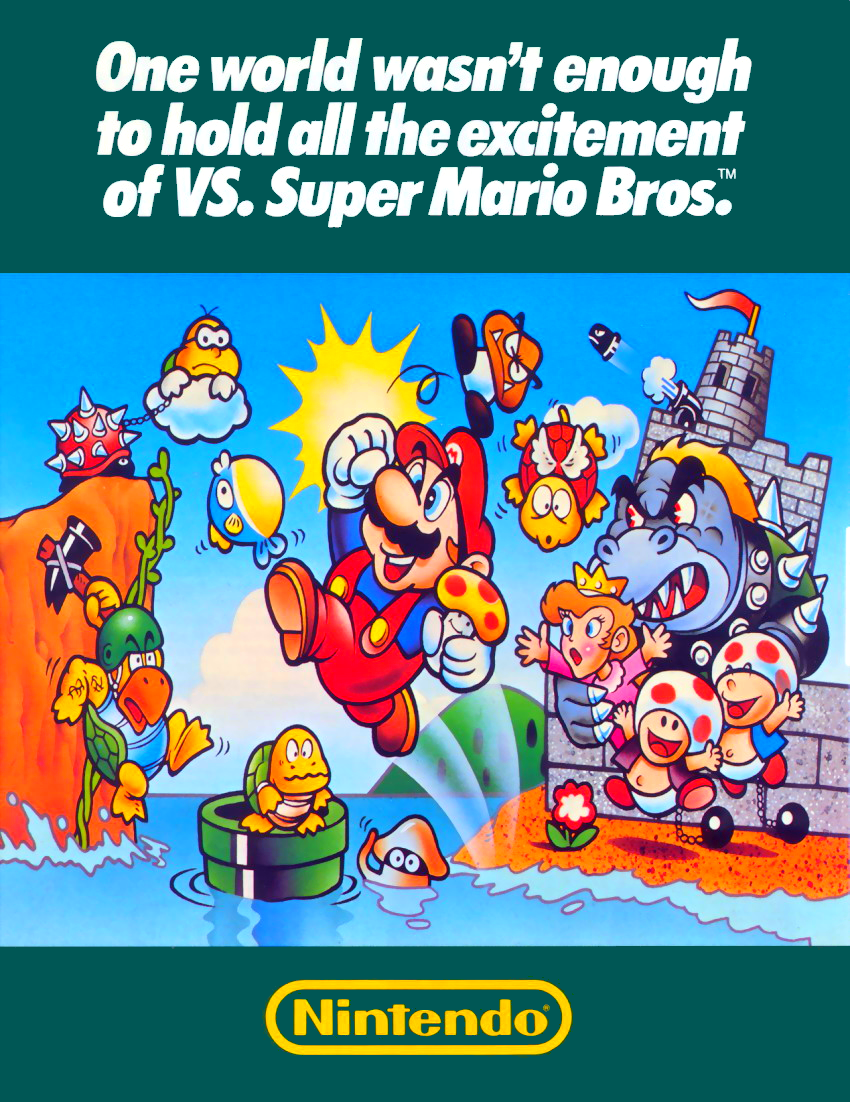 One world wasn't enough
to hold all the excitement
of VS. Super Mario Bros.™
M
Nintendo®